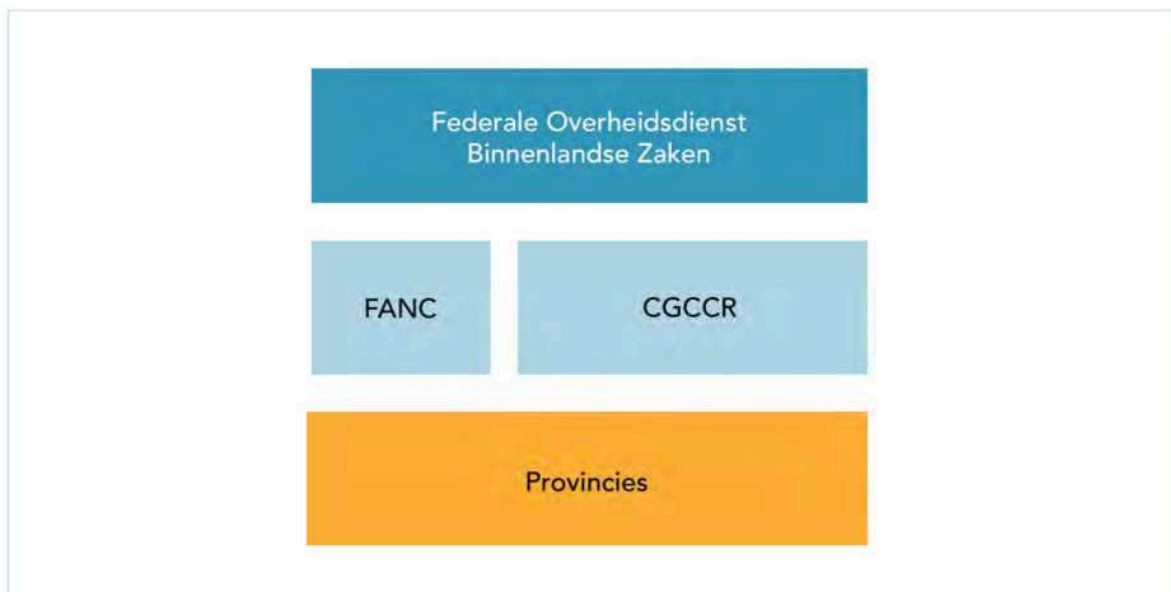 Federale Overheidsdienst
Binnenlandse Zaken
FANC
CGCCR
Provincies